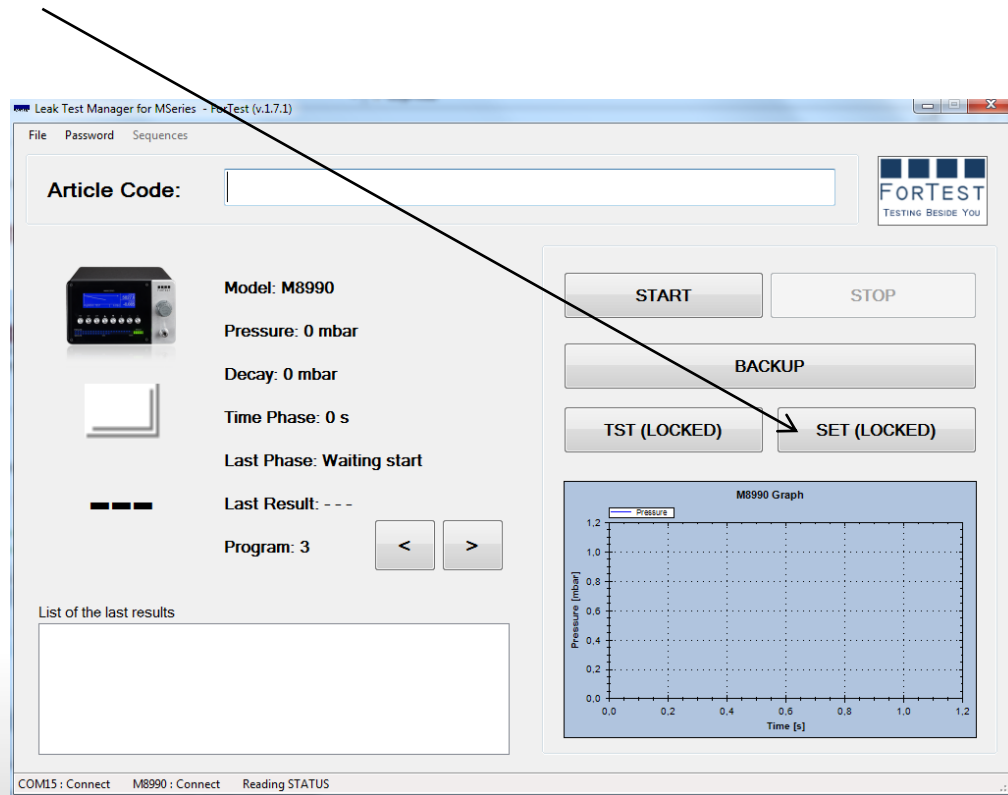 Leak Test Manager for MSeries - ForTest (v.1.7.1)
File Password Sequences
Article Code:
FORTEST
TESTING BESIDE YOU
Model: M8990
Pressure: 0 mbar
Decay: 0 mbar
Time Phase: 0 s
Last Phase: Waiting start
Last Result: - - -
Program: 3
< >
List of the last results
START STOP
BACKUP
TST (LOCKED) SET (LOCKED)
M8990 Graph
Pressure
Pressure [mbar]
1,2
1,0
0,8
0,6
0,4
0,2
0,0
0,0 0,2 0,4 0,6 0,8 1,0 1,2
Time [s]
COM15 : Connect M8990 : Connect Reading STATUS